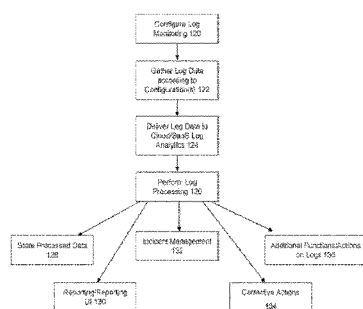 Configure Log
Monitoring 120
Gather Log Data
according to
Configuration(s) 122
Deliver Log Data to
Cloud/SaaS Log
Analytics 124
Perform Log
Processing 126
Store Processed Data
128
Incident Management
132
Additional Functions/Actions
on Logs 136
Reporting/Reporting
UI 130
Corrective Actions
134